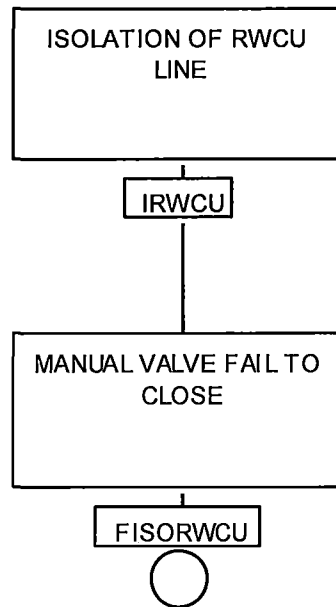 ISOLATION OF RWCU
LINE
IRWCU
MANUAL VALVE FAIL TO
CLOSE
FISORWCU